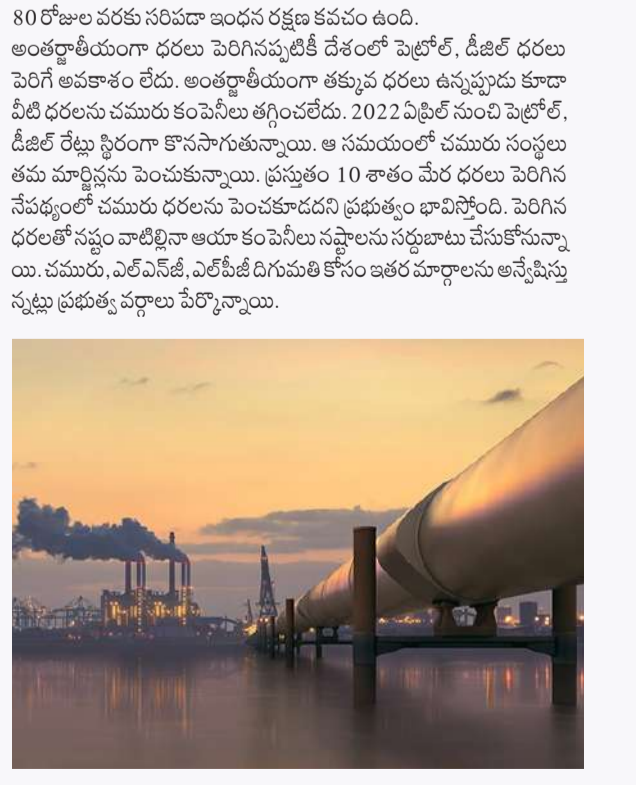 80 రోజుల వరకు సరిపడా ఇంధన రక్షణ కవచం ఉంది.
అంతర్జాతీయంగా ధరలు పెరిగినప్పటికీ దేశంలో పెట్రోల్, డీజిల్ ధరలు
పెరిగే అవకాశం లేదు. అంతర్జాతీయంగా తక్కువ ధరలు ఉన్నప్పుడు కూడా
వీటి ధరలను చమురు కంపెనీలు తగ్గించలేదు. 2022 ఏప్రిల్ నుంచి పెట్రోల్,
డీజిల్ రేట్లు స్థిరంగా కొనసాగుతున్నాయి. ఆ సమయంలో చమురు సంస్థలు
తమ మార్జిన్లను పెంచుకున్నాయి. ప్రస్తుతం 10 శాతం మేర ధరలు పెరిగిన
నేపథ్యంలో చమురు ధరలను పెంచకూడదని ప్రభుత్వం భావిస్తోంది. పెరిగిన
ధరలతో నష్టం వాటిల్లినా ఆయా కంపెనీలు నష్టాలను సర్దుబాటు చేసుకోనున్నా
యి. చమురు, ఎల్ఎన్‌జీ, ఎల్‌పీజీ దిగుమతి కోసం ఇతర మార్గాలను అన్వేషిస్తు
న్నట్లు ప్రభుత్వ వర్గాలు పేర్కొన్నాయి.